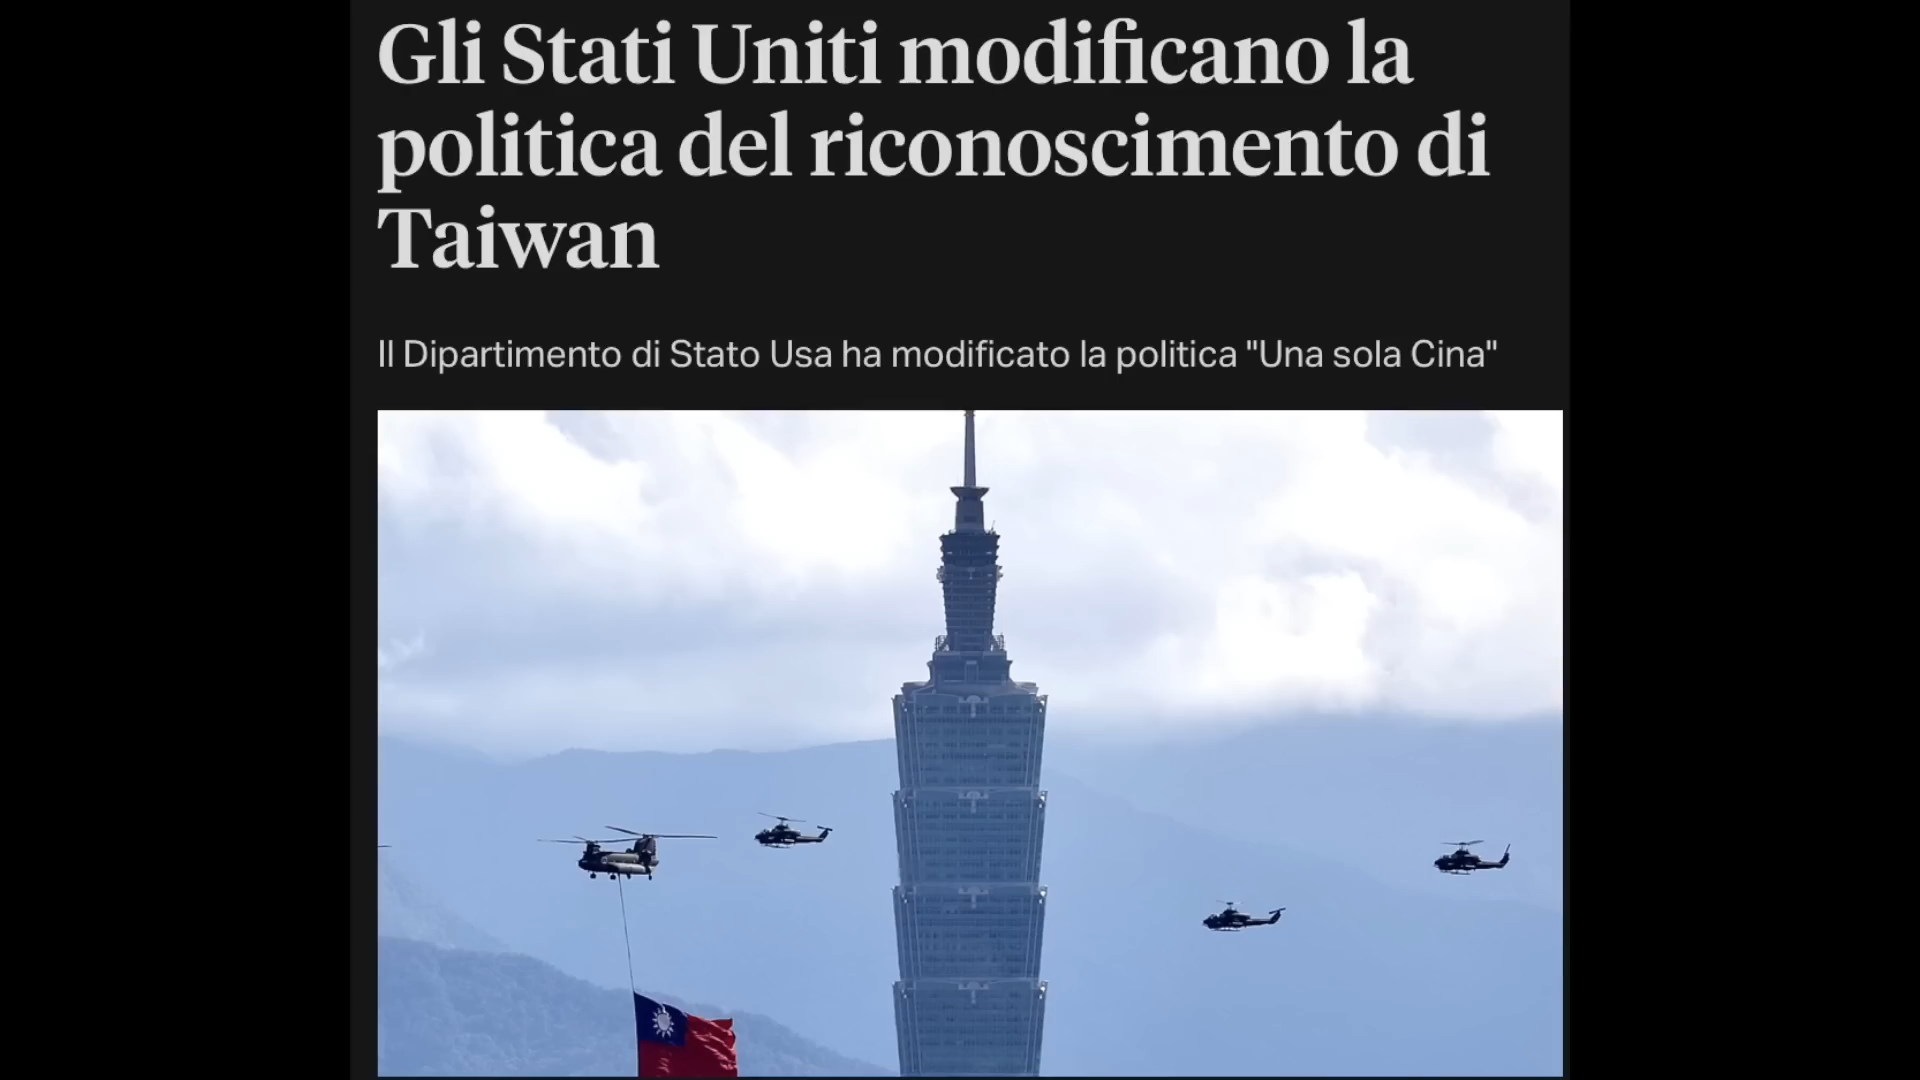 Gli Stati Uniti modificano la
politica del riconoscimento di
Taiwan
Il Dipartimento di Stato Usa ha modificato la politica "Una sola Cina"